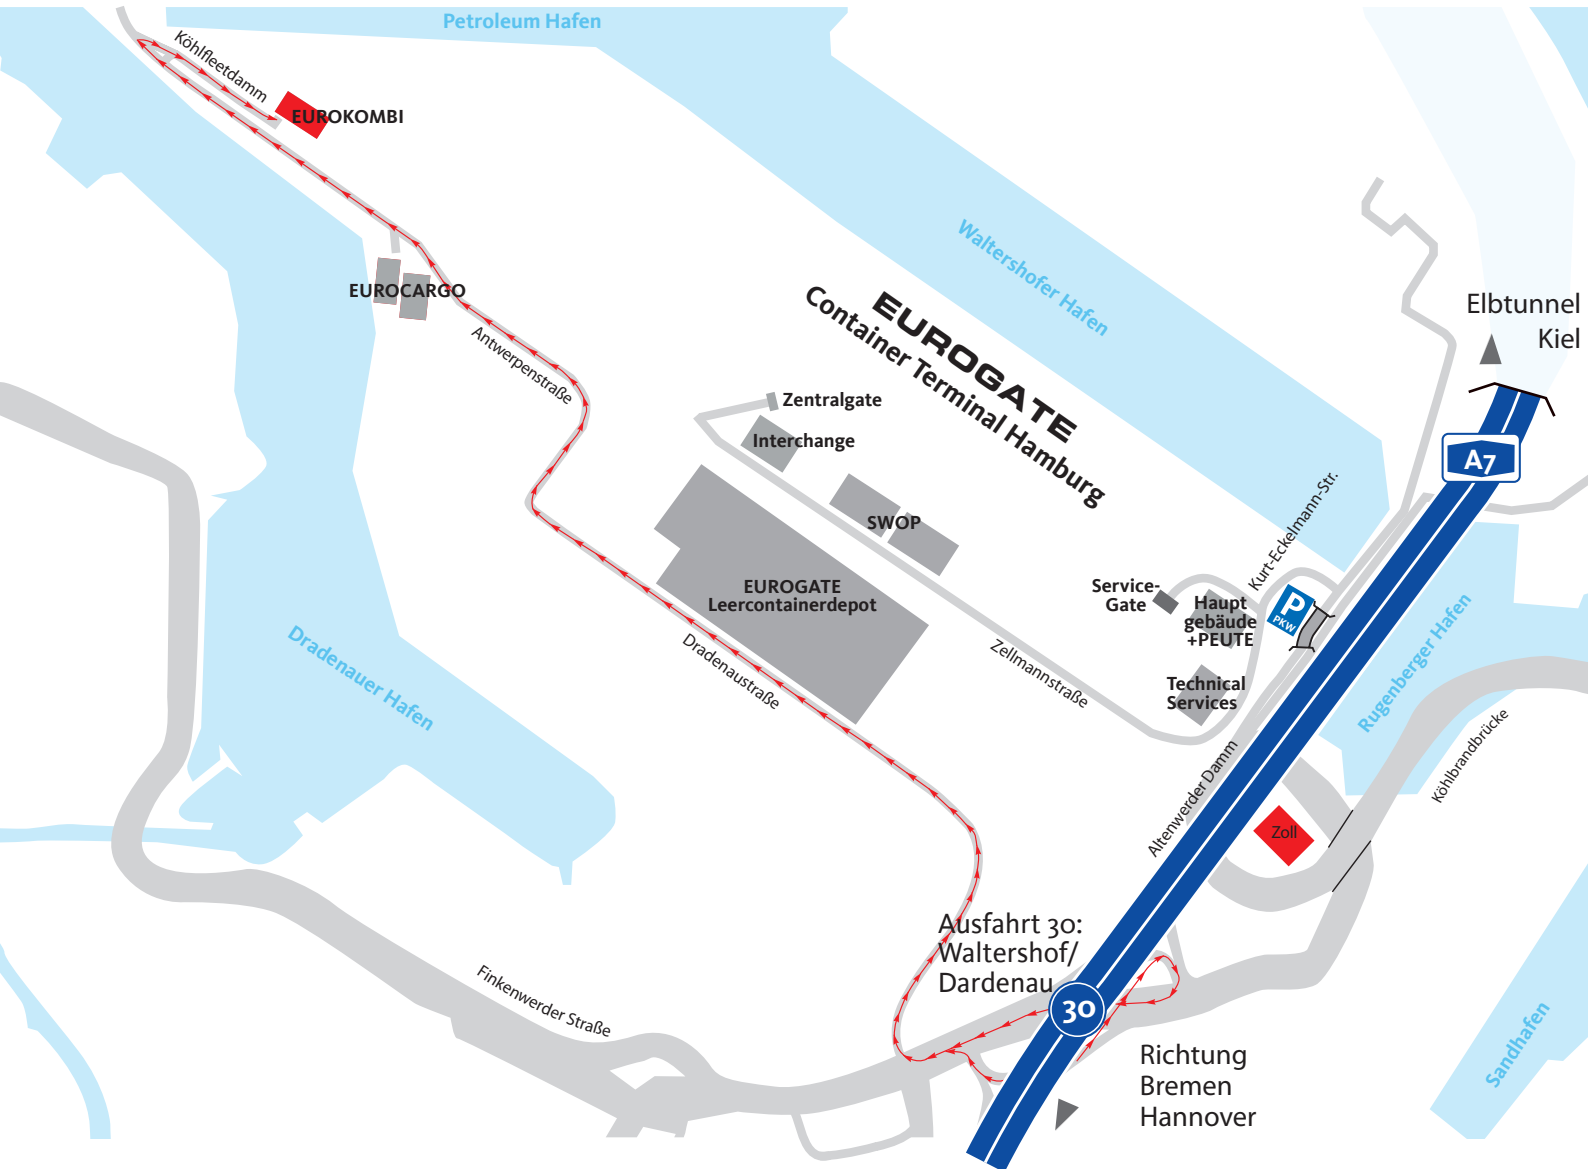 Petroleum Hafen
Köhlfleetdamm
EUROKOMBI
Waltershofer Hafen
EUROCARGO
EUROGATE
Container Terminal Hamburg
Elbtunnel
Kiel
Antwerpenstraße
Zentralgate
Interchange
A7
SWOP
Kurt-Eckelmann-Str.
EUROGATE
Leercontainerdepot
Service-
Gate
Haupt
gebäude
+PEUTE
P
PKW
Dradenauer Hafen
Dradenaustraße
Zellmannstraße
Technical
Services
Rugenberger Hafen
Altenwerder Damm
Köhlbrandbrücke
Zoll
Ausfahrt 30:
Waltershof/
Dardenau
30
Finkenwerder Straße
Richtung
Bremen
Hannover
Sandhafen